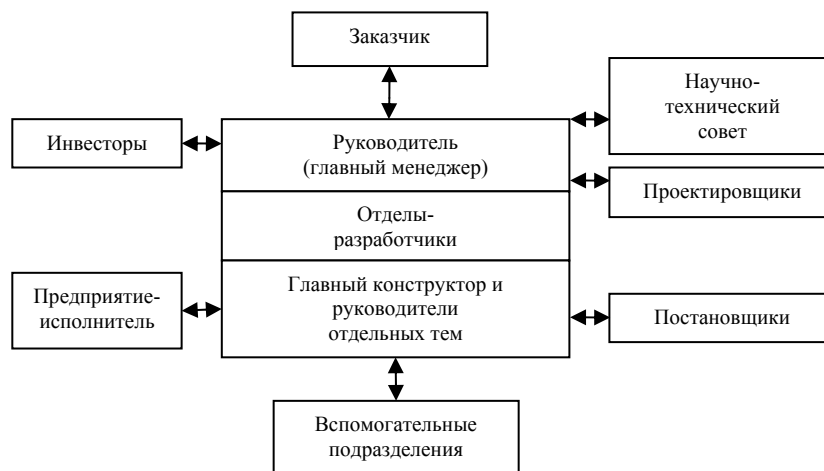 Заказчик
Научно-
технический
совет
Инвесторы
Руководитель
(главный менеджер)
Проектировщики
Отделы-
разработчики
Предприятие-
исполнитель
Главный конструктор и
руководители
отдельных тем
Постановщики
Вспомогательные
подразделения